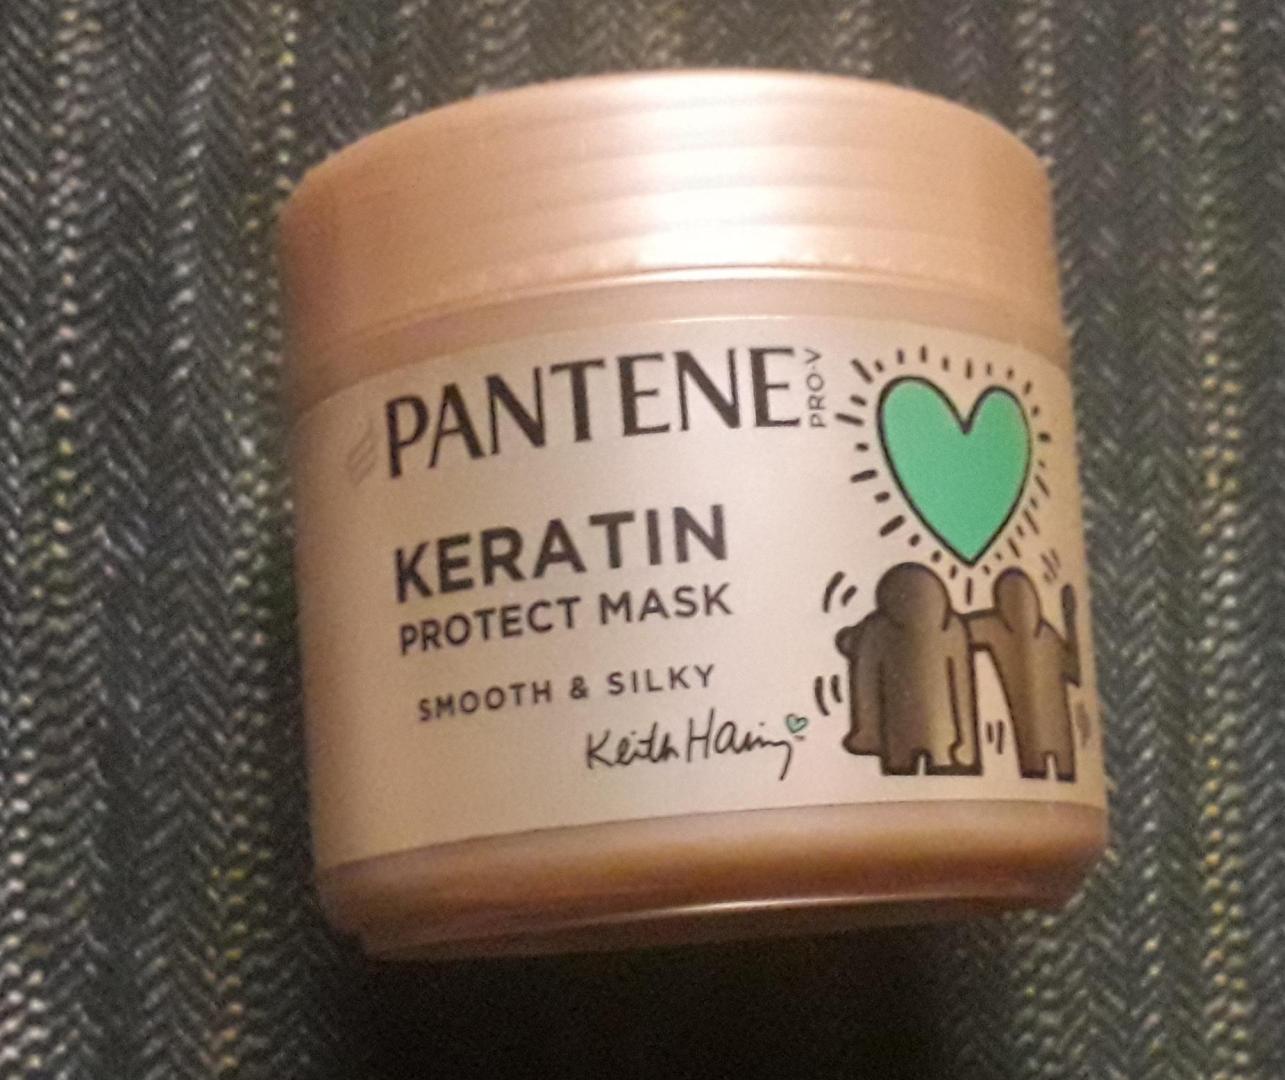 PANTENE PRO-V
KERATIN
PROTECT MASK
SMOOTH & SILKY
Keith Haring